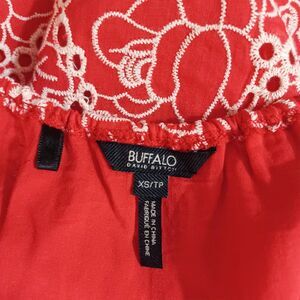 BUFFALO
DAVID BITTON
XS/TP
MADE IN CHINA
FABRIQUÉ EN CHINE